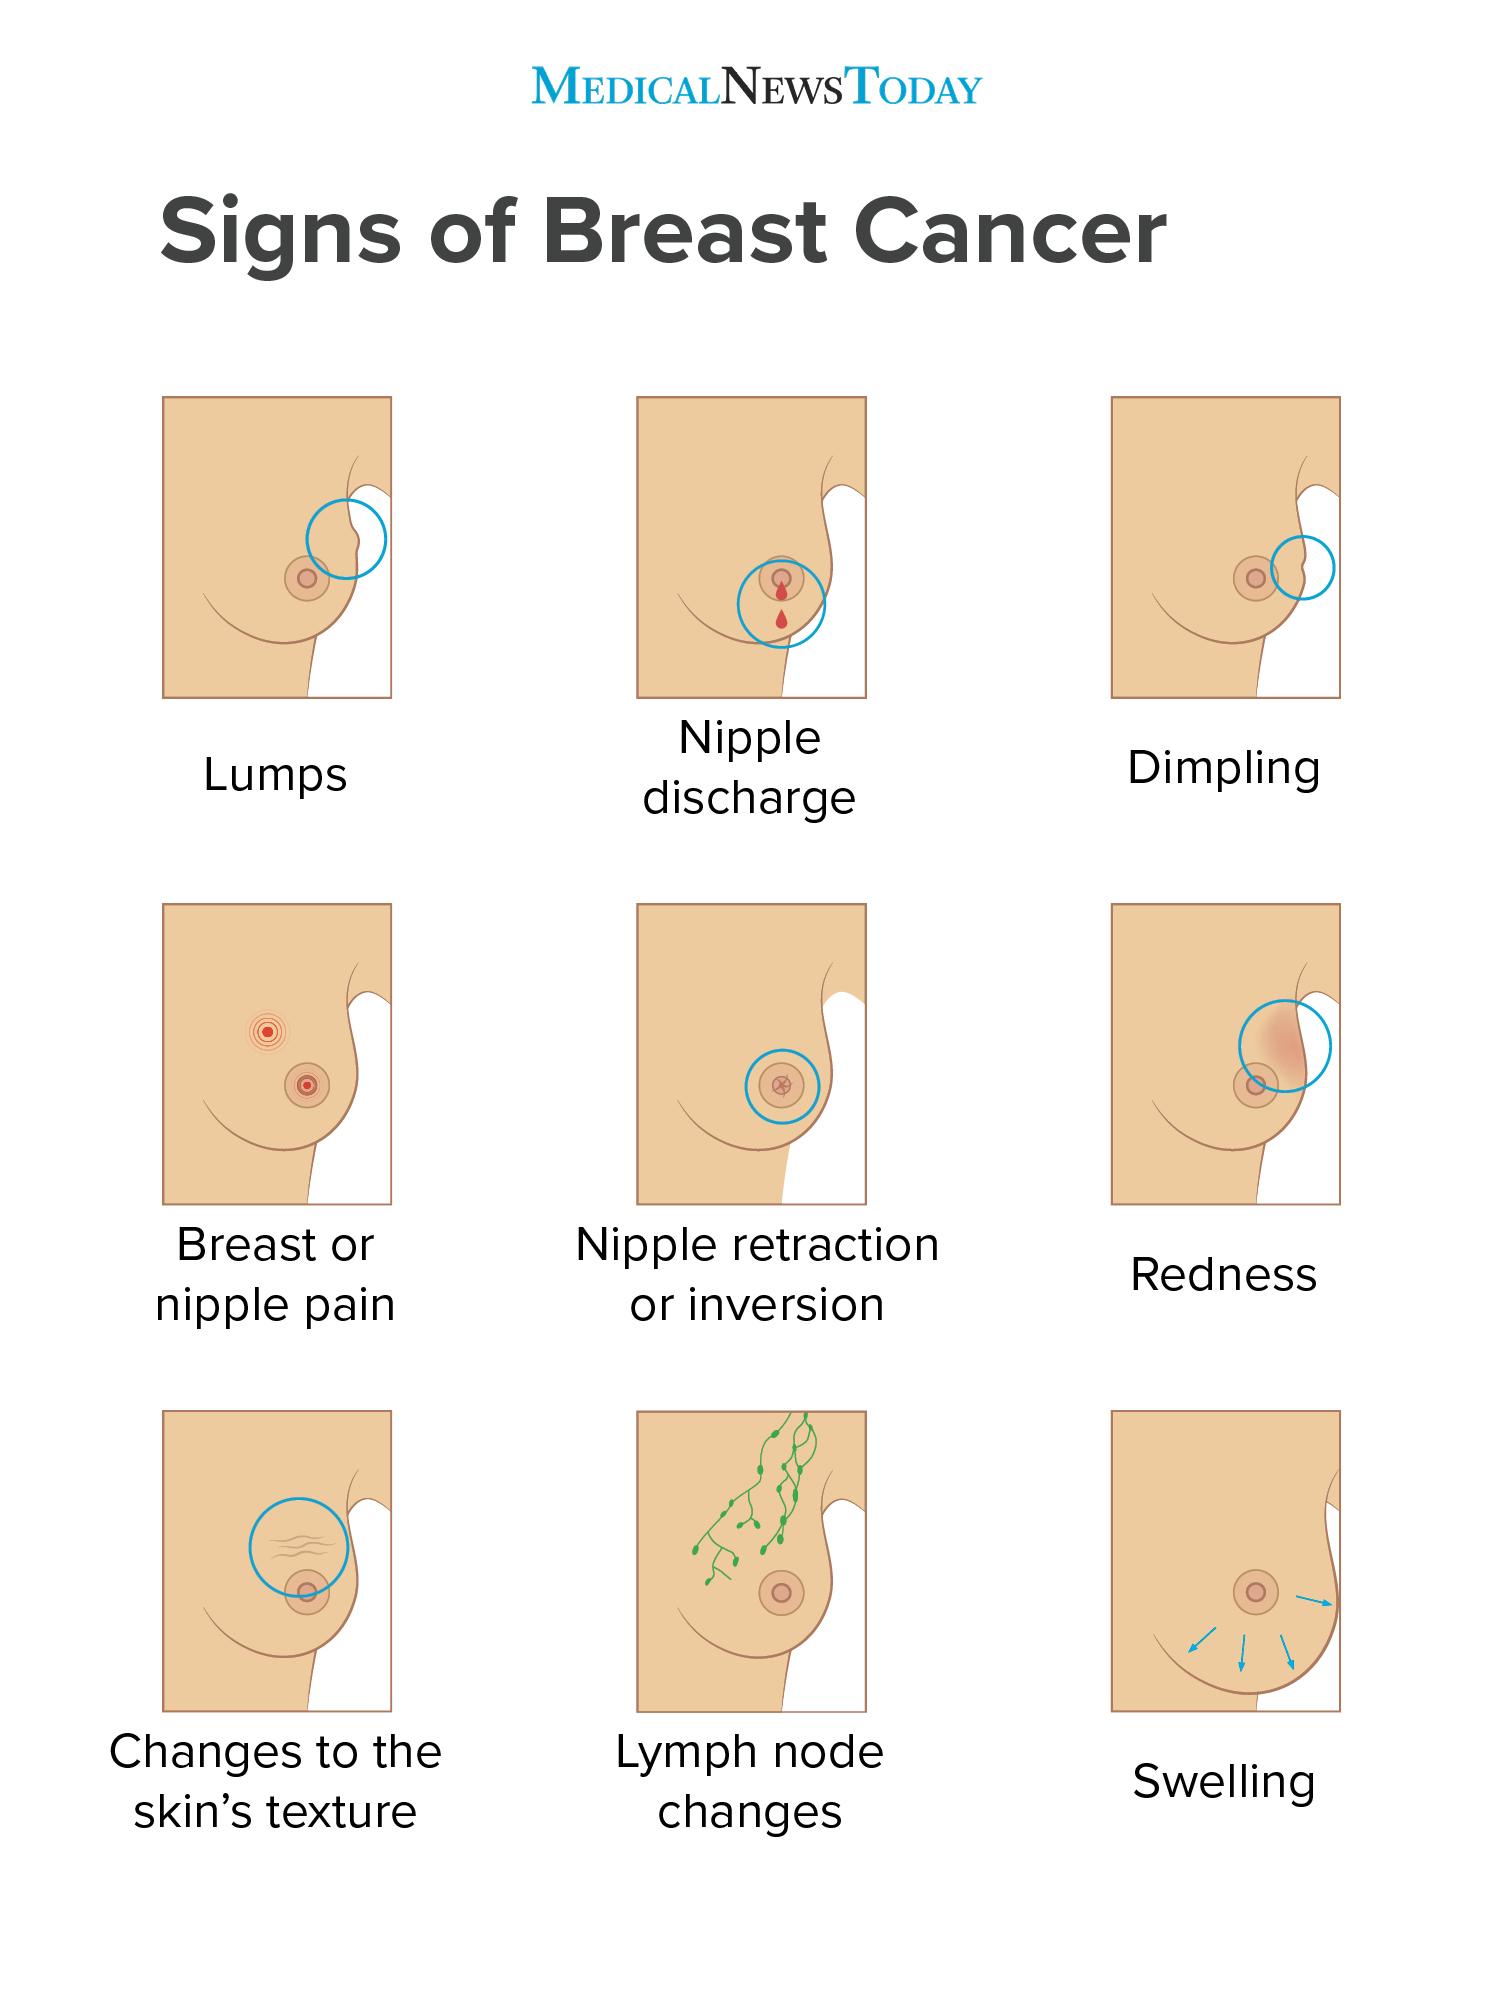 MEDICALNEWSTODAY
Signs of Breast Cancer
Lumps
Nipple
discharge
Dimpling
Breast or
nipple pain
Nipple retraction
or inversion
Redness
Changes to the
skin’s texture
Lymph node
changes
Swelling